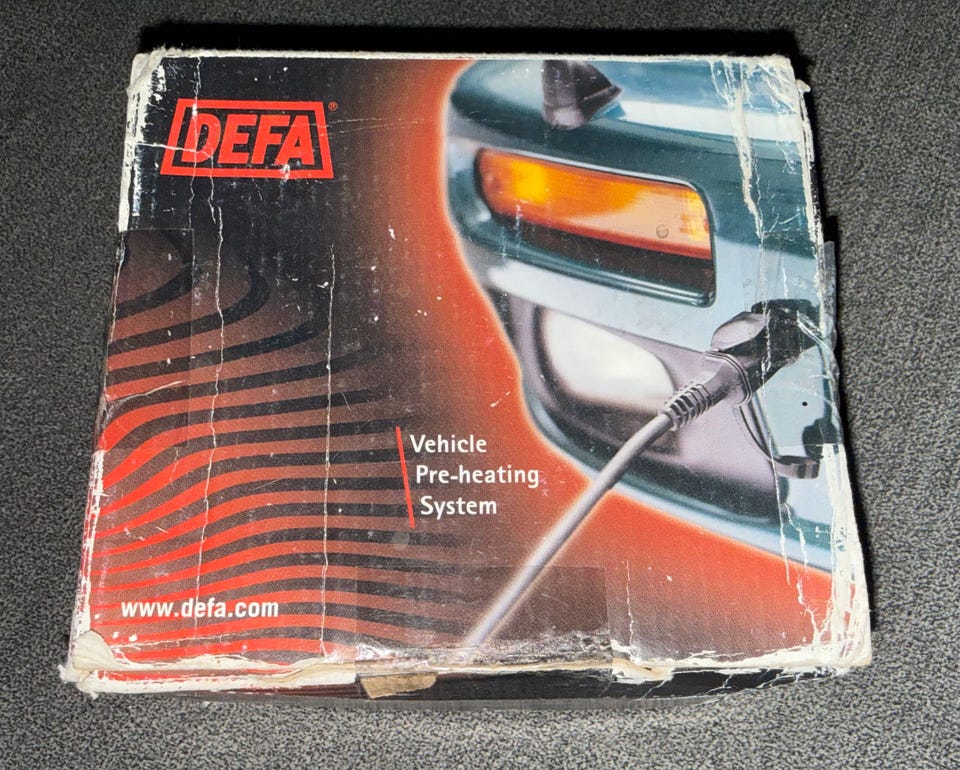 DEFA®
Vehicle
Pre-heating
System
www.defa.com